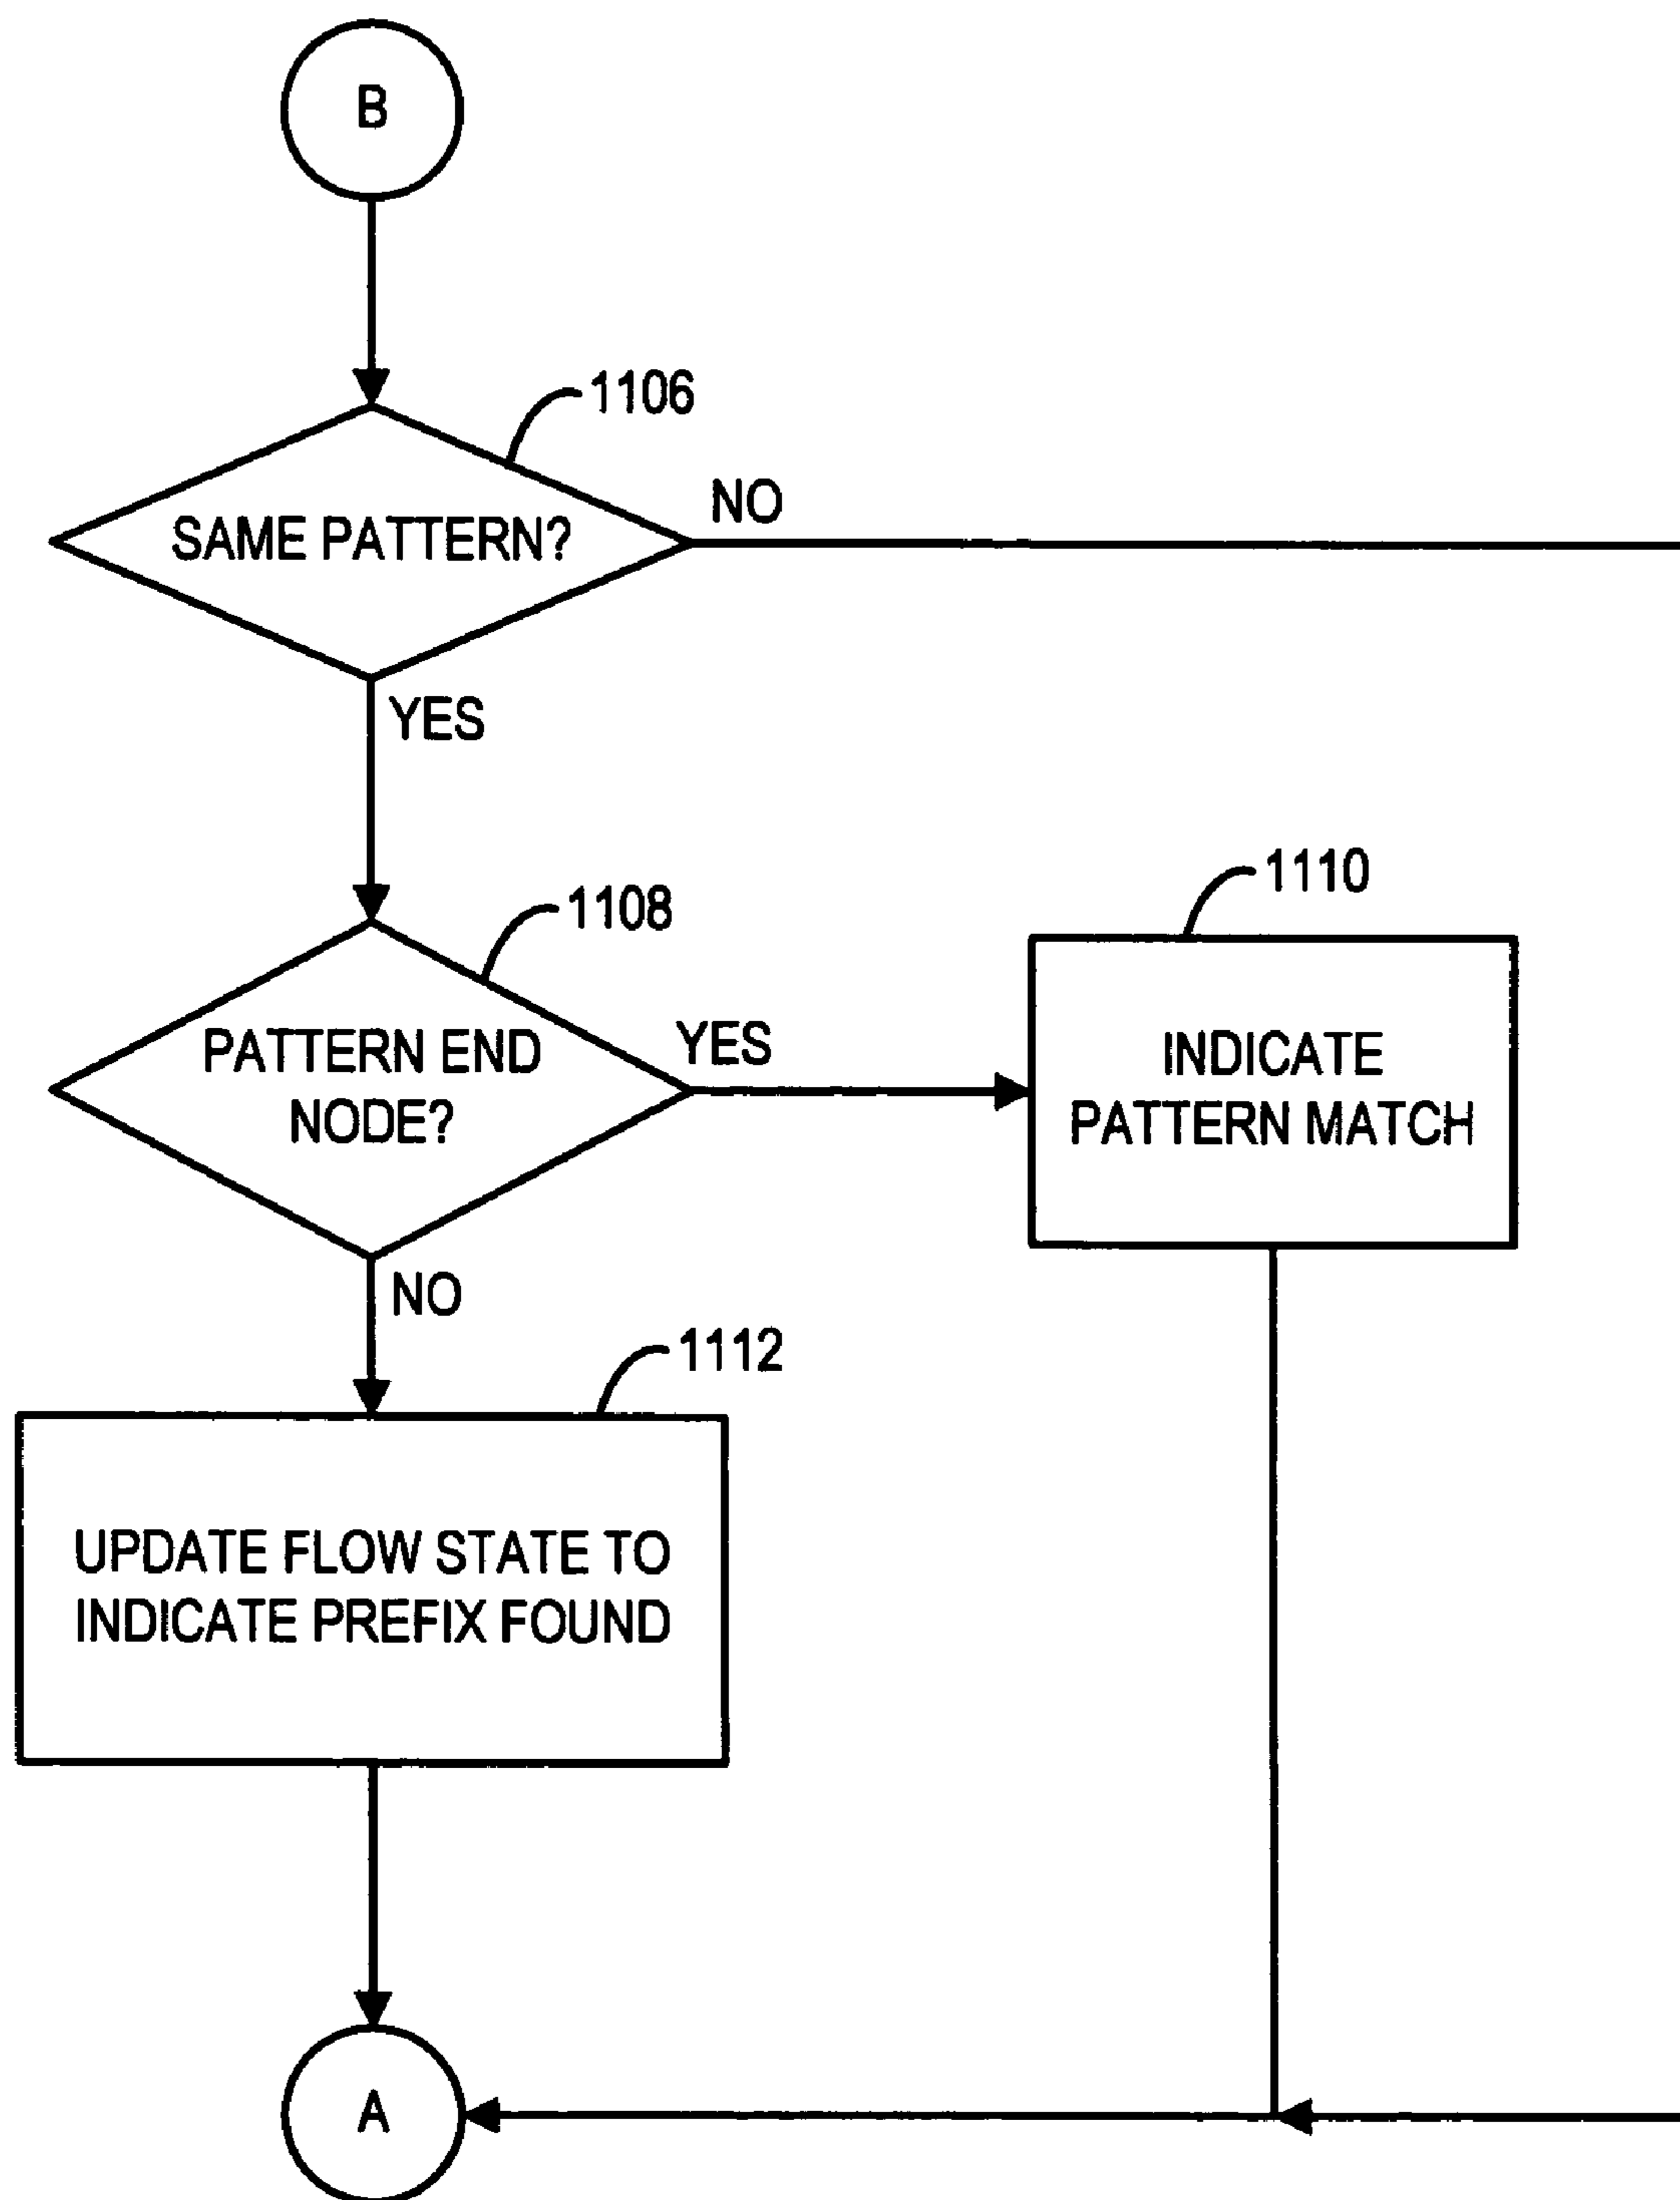 B
1106
SAME PATTERN?
NO
YES
1108
PATTERN END
NODE?
YES
1110
INDICATE
PATTERN MATCH
NO
1112
UPDATE FLOW STATE TO
INDICATE PREFIX FOUND
A